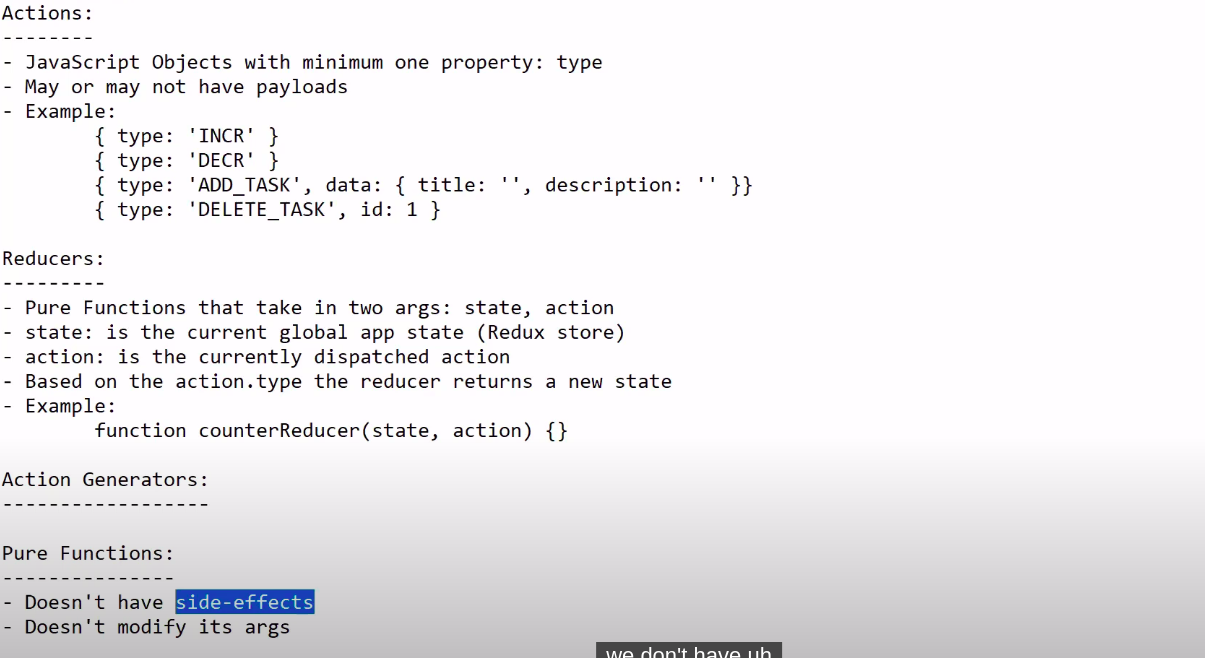 Actions:
--------
- JavaScript Objects with minimum one property: type
- May or may not have payloads
- Example:
{ type: 'INCR' }
{ type: 'DECR' }
{ type: 'ADD_TASK', data: { title: '', description: '' }}
{ type: 'DELETE_TASK', id: 1 }
Reducers:
---------
- Pure Functions that take in two args: state, action
- state: is the current global app state (Redux store)
- action: is the currently dispatched action
- Based on the action.type the reducer returns a new state
- Example:
function counterReducer(state, action) {}
Action Generators:
------------------
Pure Functions:
---------------
- Doesn't have side-effects
- Doesn't modify its args
we don't have uh